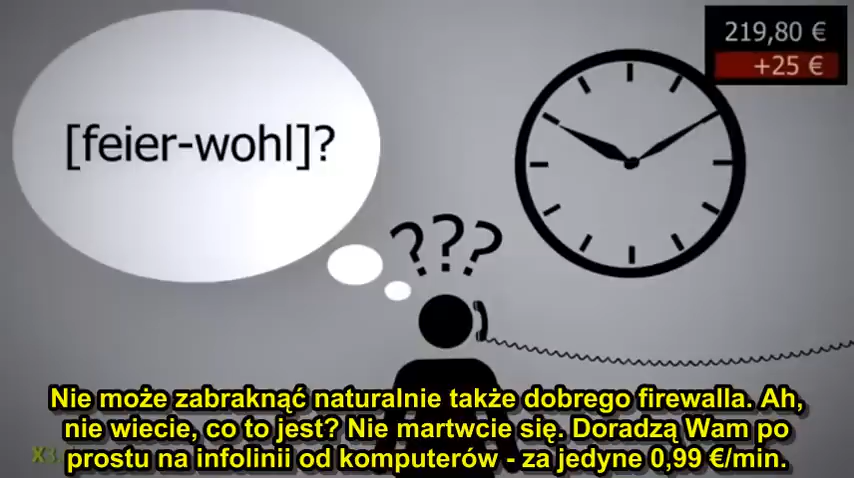 219,80 €
+25 €
[feier-wohl]?
???
Nie może zabraknąć naturalnie także dobrego firewalla. Ah,
nie wiecie, co to jest? Nie martwcie się. Doradzą Wam po
prostu na infolinii od komputerów - za jedyne 0,99 €/min.